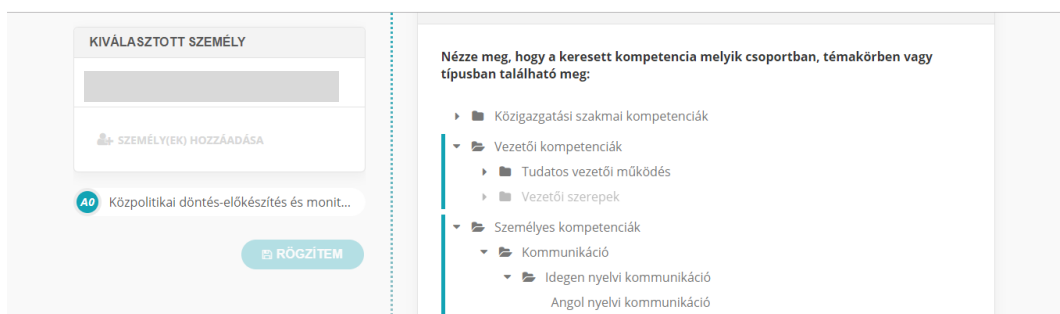 KIVÁLASZTOTT SZEMÉLY
SZEMÉLY(EK) HOZZÁADÁSA
A0 Közpolitikai döntés-előkészítés és monit...
RÖGZÍTEM
Nézze meg, hogy a keresett kompetencia melyik csoportban, témakörben vagy
típusban található meg:
Közigazgatási szakmai kompetenciák
Vezetői kompetenciák
Tudatos vezetői működés
Vezetői szerepek
Személyes kompetenciák
Kommunikáció
Idegen nyelvi kommunikáció
Angol nyelvi kommunikáció